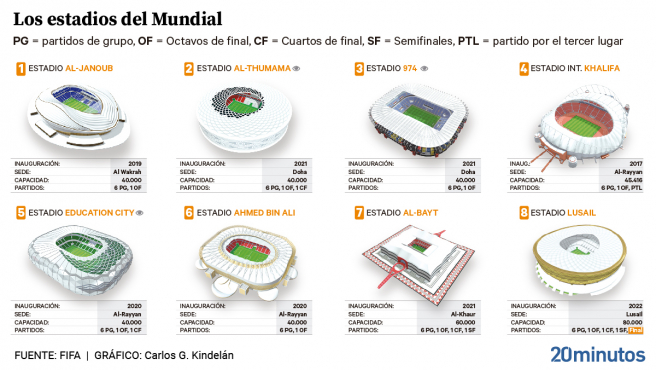 Los estadios del Mundial
PG = partidos de grupo, OF = Octavos de final, CF = Cuartos de final, SF = Semifinales, PTL = partido por el tercer lugar
1 ESTADIO AL-JANOUB
INAUGURACIÓN: 2019
SEDE: Al Wakrah
CAPACIDAD: 40.000
PARTIDOS: 6 PG, 1 OF
2 ESTADIO AL-THUMAMA
INAUGURACIÓN: 2021
SEDE: Doha
CAPACIDAD: 40.000
PARTIDOS: 6 PG, 1 OF, 1 CF
3 ESTADIO 974
INAUGURACIÓN: 2021
SEDE: Doha
CAPACIDAD: 40.000
PARTIDOS: 6 PG, 1 OF
4 ESTADIO INT. KHALIFA
INAUG.: 2017
SEDE: Al-Rayyan
CAPACIDAD: 45.416
PARTIDOS: 6 PG, 1 OF, PTL
5 ESTADIO EDUCATION CITY
INAUGURACIÓN: 2020
SEDE: Al-Rayyan
CAPACIDAD: 40.000
PARTIDOS: 6 PG, 1 OF, 1 CF
6 ESTADIO AHMED BIN ALI
INAUGURACIÓN: 2020
SEDE: Al-Rayyan
CAPACIDAD: 40.000
PARTIDOS: 6 PG, 1 OF
7 ESTADIO AL-BAYT
INAUGURACIÓN: 2021
SEDE: Al-Khaur
CAPACIDAD: 60.000
PARTIDOS: 6 PG, 1 OF, 1 CF, 1 SF
8 ESTADIO LUSAIL
INAUGURACIÓN: 2022
SEDE: Lusail
CAPACIDAD: 80.000
PARTIDOS: 6 PG, 1 OF, 1 CF, 1 SF, Final
FUENTE: FIFA | GRÁFICO: Carlos G. Kindelán
20minutos